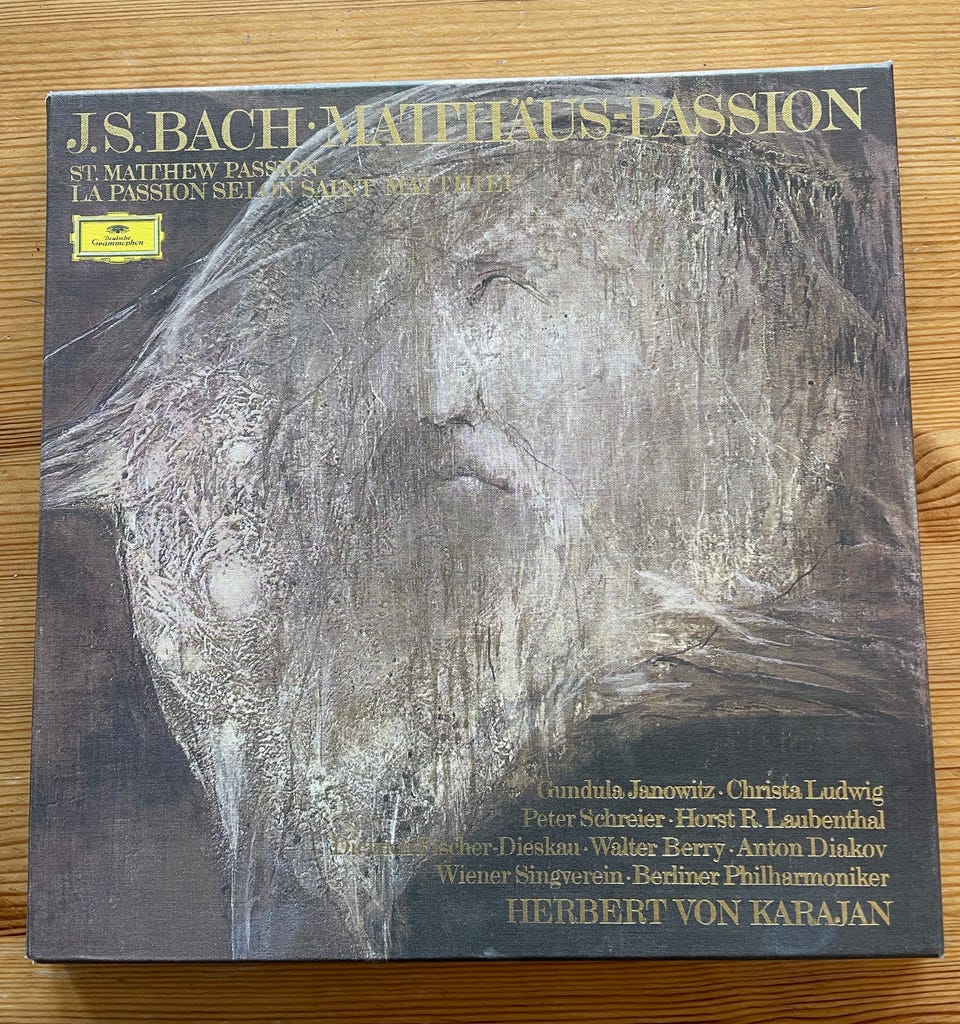 J.S. BACH · MATTHÄUS-PASSION
ST. MATTHEW PASSION
LA PASSION SELON SAINT MATTHIEU
Deutsche
Grammophon
Gundula Janowitz · Christa Ludwig
Peter Schreier · Horst R. Laubenthal
Dietrich Fischer-Dieskau · Walter Berry · Anton Diakov
Wiener Singverein · Berliner Philharmoniker
HERBERT VON KARAJAN